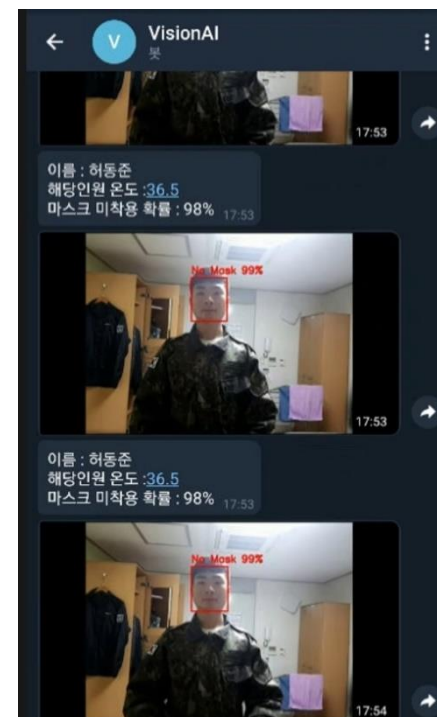 VisionAI
봇
17:53
이름 : 허동준
해당인원 온도 :36.5
마스크 미착용 확률 : 98% 17:53
No Mask 99%
17:53
이름 : 허동준
해당인원 온도 :36.5
마스크 미착용 확률 : 98% 17:53
No Mask 99%
17:54